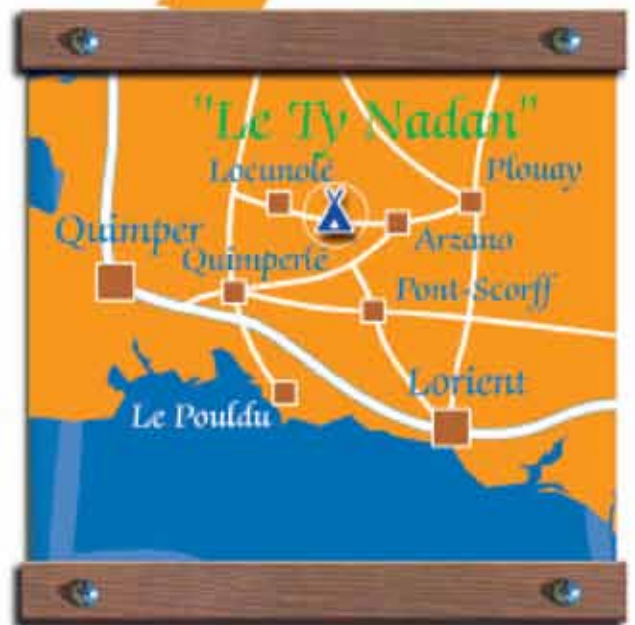 "Le Ty Nadan"
Locunolé
Plouay
Quimper
Arzano
Quimperlé
Pont-Scorff
Lorient
Le Pouldu